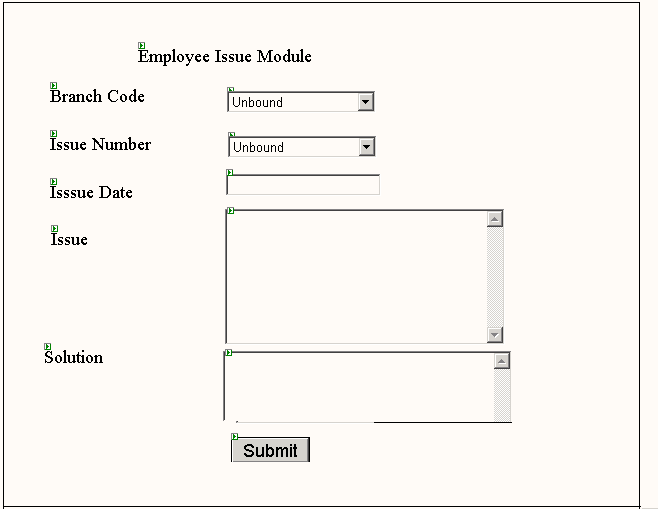 Employee Issue Module
Branch Code
Unbound
Issue Number
Unbound
Isssue Date
Issue
Solution
Submit